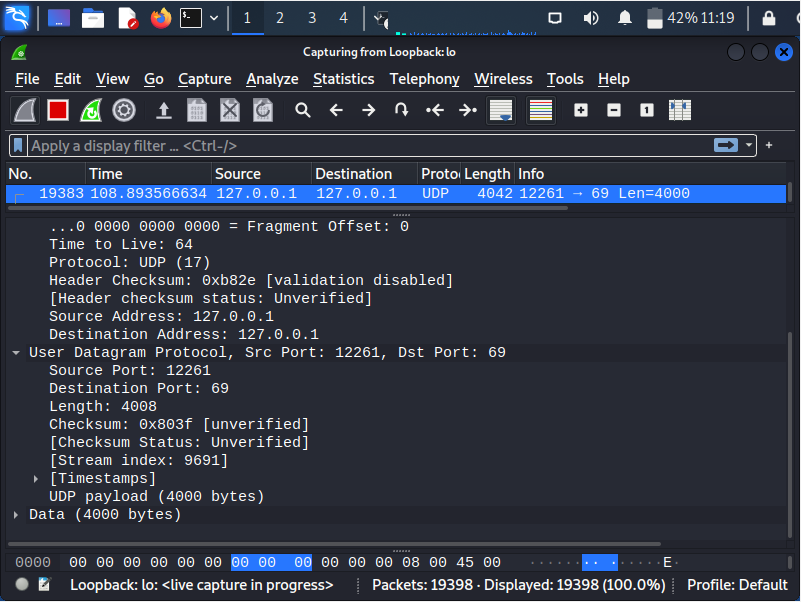 1 2 3 4 42% 11:19
Capturing from Loopback: lo
File Edit View Go Capture Analyze Statistics Telephony Wireless Tools Help
Apply a display filter ... <Ctrl-/>
No. Time Source Destination Proto Length Info
19383 108.893566634 127.0.0.1 127.0.0.1 UDP 4042 12261 → 69 Len=4000
...0 0000 0000 0000 = Fragment Offset: 0
Time to Live: 64
Protocol: UDP (17)
Header Checksum: 0xb82e [validation disabled]
[Header checksum status: Unverified]
Source Address: 127.0.0.1
Destination Address: 127.0.0.1
User Datagram Protocol, Src Port: 12261, Dst Port: 69
Source Port: 12261
Destination Port: 69
Length: 4008
Checksum: 0x803f [unverified]
[Checksum Status: Unverified]
[Stream index: 9691]
[Timestamps]
UDP payload (4000 bytes)
Data (4000 bytes)
0000 00 00 00 00 00 00 00 00 00 00 00 00 08 00 45 00 ·············· E·
Loopback: lo: <live capture in progress> Packets: 19398 · Displayed: 19398 (100.0%) Profile: Default